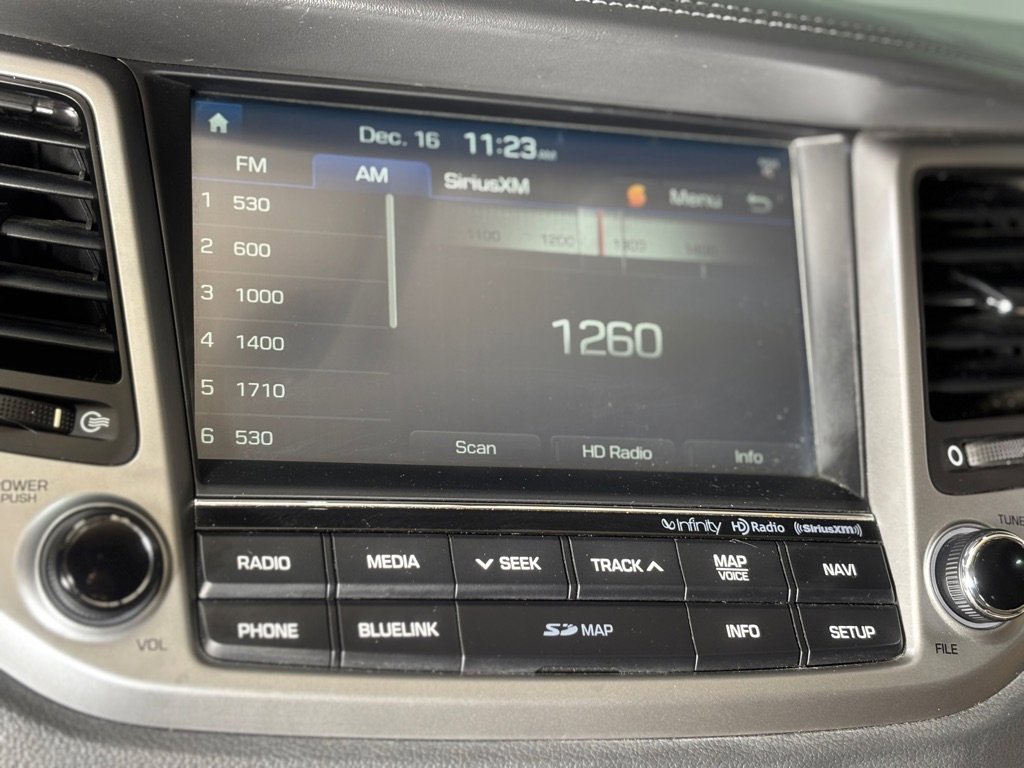 Dec. 16 11:23 AM
FM AM SiriusXM Menu
1 530
2 600
3 1000
4 1400
5 1710
6 530
1100 1200
1260
Scan HD Radio Info
Infinity HD Radio ((SiriusXM))
POWER
PUSH
VOL
RADIO MEDIA SEEK TRACK MAP VOICE NAVI
PHONE BLUELINK SD MAP INFO SETUP
0
TUNE
FILE